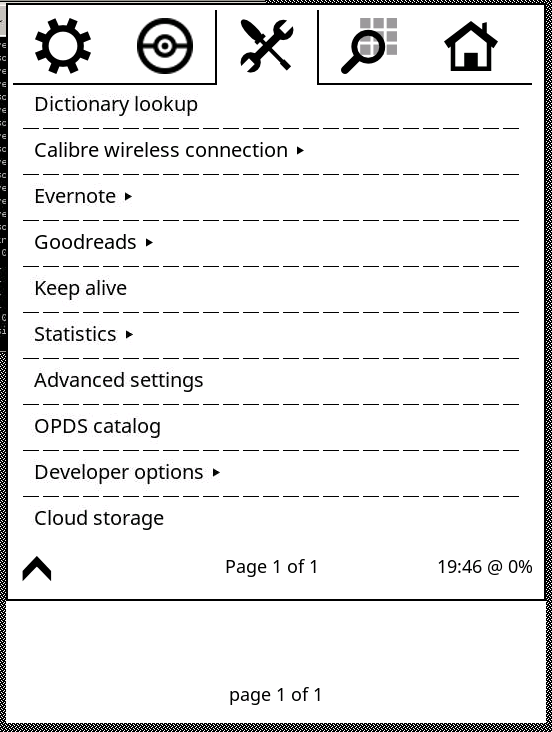 Dictionary lookup
Calibre wireless connection ▸
Evernote ▸
Goodreads ▸
Keep alive
Statistics ▸
Advanced settings
OPDS catalog
Developer options ▸
Cloud storage
Page 1 of 1
19:46 @ 0%
page 1 of 1